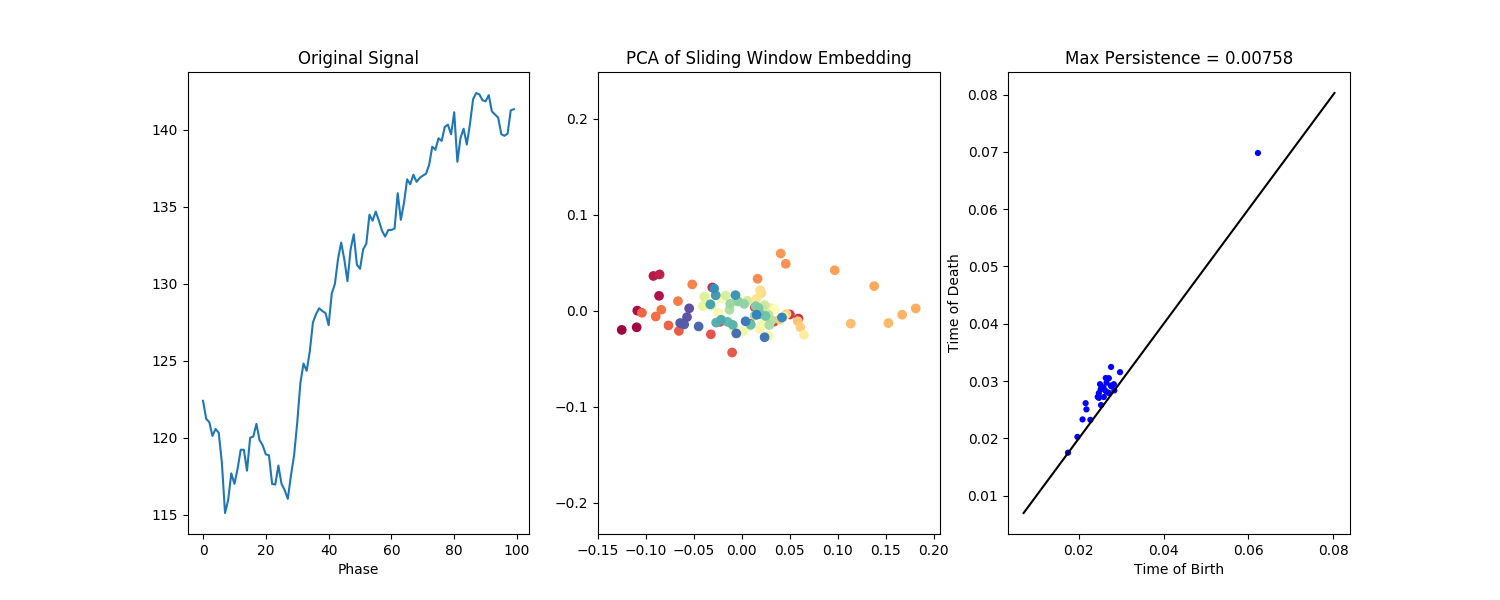 Original Signal
140
135
130
125
120
115
0 20 40 60 80 100
Phase
PCA of Sliding Window Embedding
0.2
0.1
0.0
−0.1
−0.2
−0.15 −0.10 −0.05 0.00 0.05 0.10 0.15 0.20
Max Persistence = 0.00758
Time of Death
0.08
0.07
0.06
0.05
0.04
0.03
0.02
0.01
0.02 0.04 0.06 0.08
Time of Birth